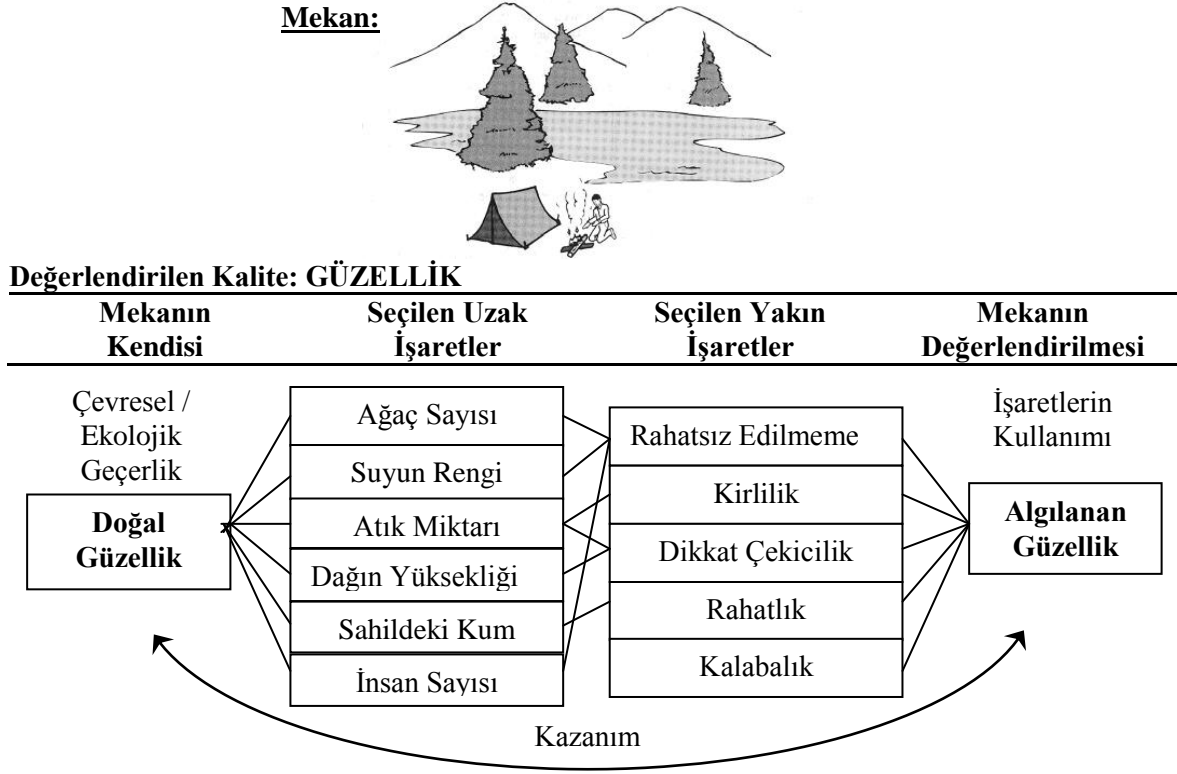 Mekan:
Değerlendirilen Kalite: GÜZELLİK
Mekanın
Kendisi
Seçilen Uzak
İşaretler
Seçilen Yakın
İşaretler
Mekanın
Değerlendirilmesi
Çevresel /
Ekolojik
Geçerlik
Doğal
Güzellik
Ağaç Sayısı
Suyun Rengi
Atık Miktarı
Dağın Yüksekliği
Sahildeki Kum
İnsan Sayısı
Rahatsız Edilmeme
Kirlilik
Dikkat Çekicilik
Rahatlık
Kalabalık
İşaretlerin
Kullanımı
Algılanan
Güzellik
Kazanım